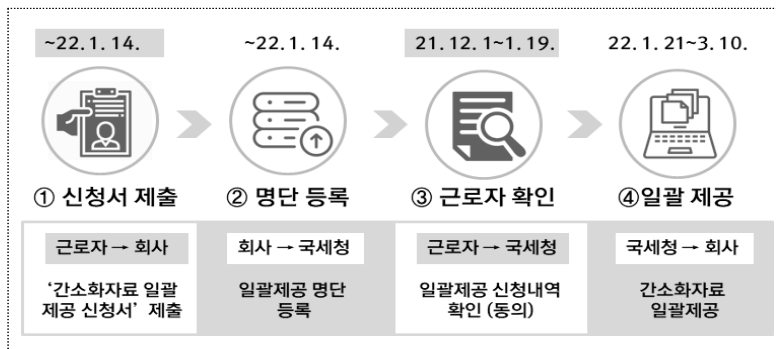 ~22.1.14.
~22.1.14.
21.12.1~1.19.
22.1.21~3.10.
① 신청서 제출
② 명단 등록
③ 근로자 확인
④일괄 제공
근로자 → 회사
회사 → 국세청
근로자 → 국세청
국세청 → 회사
‘간소화자료 일괄
제공 신청서’ 제출
일괄제공 명단
등록
일괄제공 신청내역
확인 (동의)
간소화자료
일괄제공